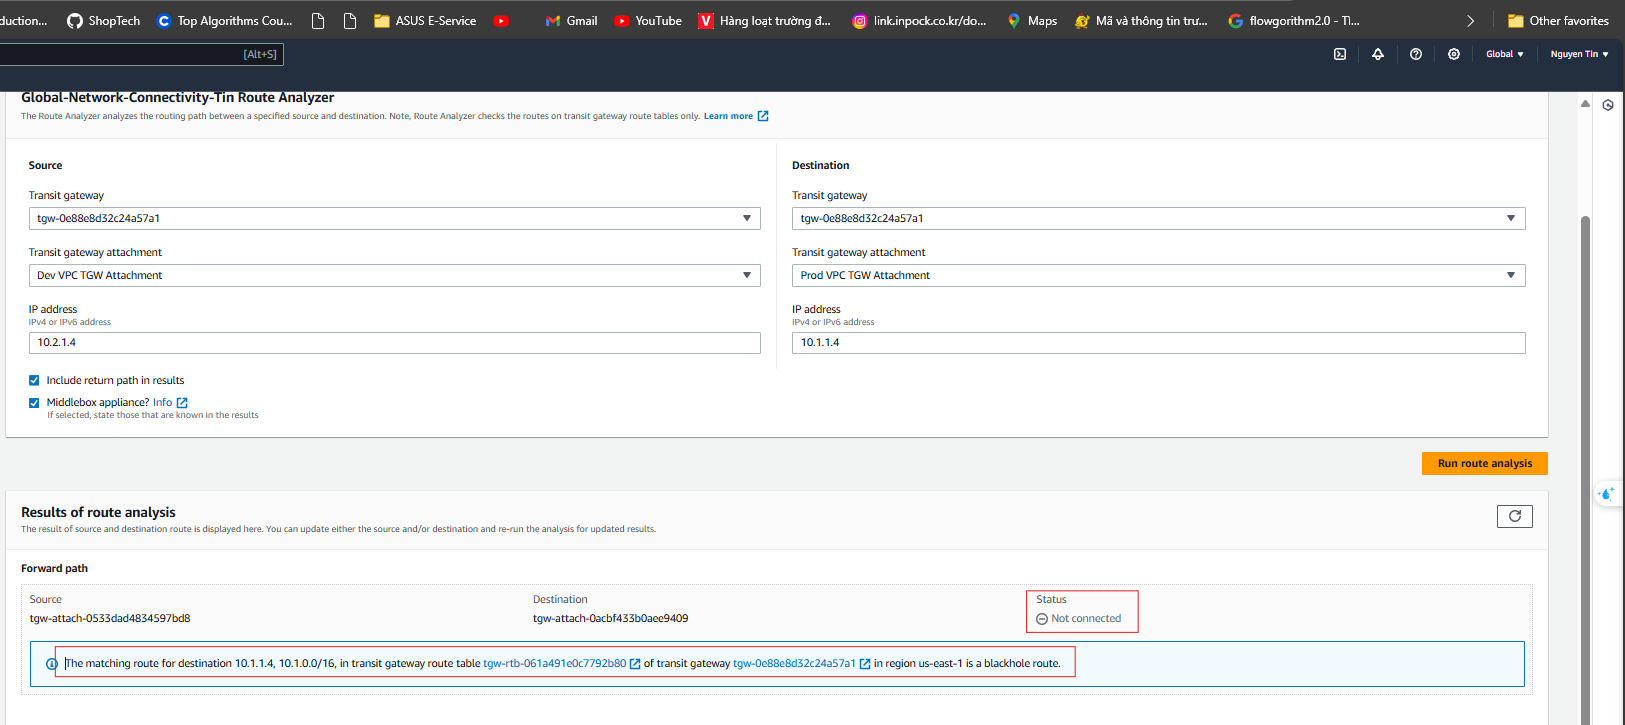 duction...
ShopTech
Top Algorithms Cou...
ASUS E-Service
Gmail
YouTube
Hàng loạt trường đ...
link.inpock.co.kr/do...
Maps
Mã và thông tin tru...
flowgorithm2.0 - Tì...
Other favorites
[Alt+S]
Global ▼
Nguyen Tin ▼
Global-Network-Connectivity-Tin Route Analyzer
The Route Analyzer analyzes the routing path between a specified source and destination. Note, Route Analyzer checks the routes on transit gateway route tables only. Learn more
Source
Transit gateway
tgw-0e88e8d32c24a57a1
Transit gateway attachment
Dev VPC TGW Attachment
IP address
IPv4 or IPv6 address
10.2.1.4
Include return path in results
Middlebox appliance? Info
If selected, state those that are known in the results
Destination
Transit gateway
tgw-0e88e8d32c24a57a1
Transit gateway attachment
Prod VPC TGW Attachment
IP address
IPv4 or IPv6 address
10.1.1.4
Run route analysis
Results of route analysis
The result of source and destination route is displayed here. You can update either the source and/or destination and re-run the analysis for updated results.
Forward path
Source
tgw-attach-0533dad4834597bd8
Destination
tgw-attach-0acbf433b0aee9409
Status
Not connected
The matching route for destination 10.1.1.4, 10.1.0.0/16, in transit gateway route table tgw-rtb-061a491e0c7792b80 of transit gateway tgw-0e88e8d32c24a57a1 in region us-east-1 is a blackhole route.